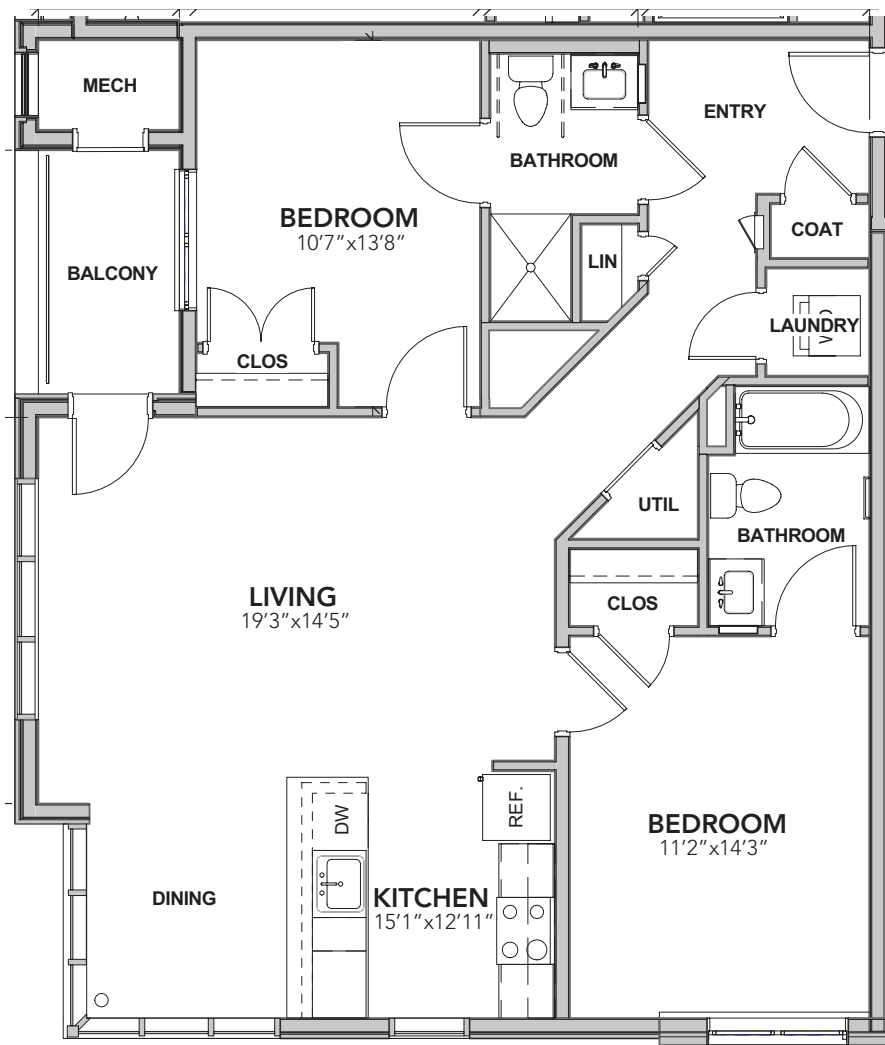 MECH
ENTRY
BATHROOM
BEDROOM
10'7"x13'8"
COAT
LIN
BALCONY
LAUNDRY
W/D
CLOS
UTIL
BATHROOM
LIVING
19'3"x14'5"
CLOS
DW
REF.
BEDROOM
11'2"x14'3"
KITCHEN
15'1"x12'11"
DINING